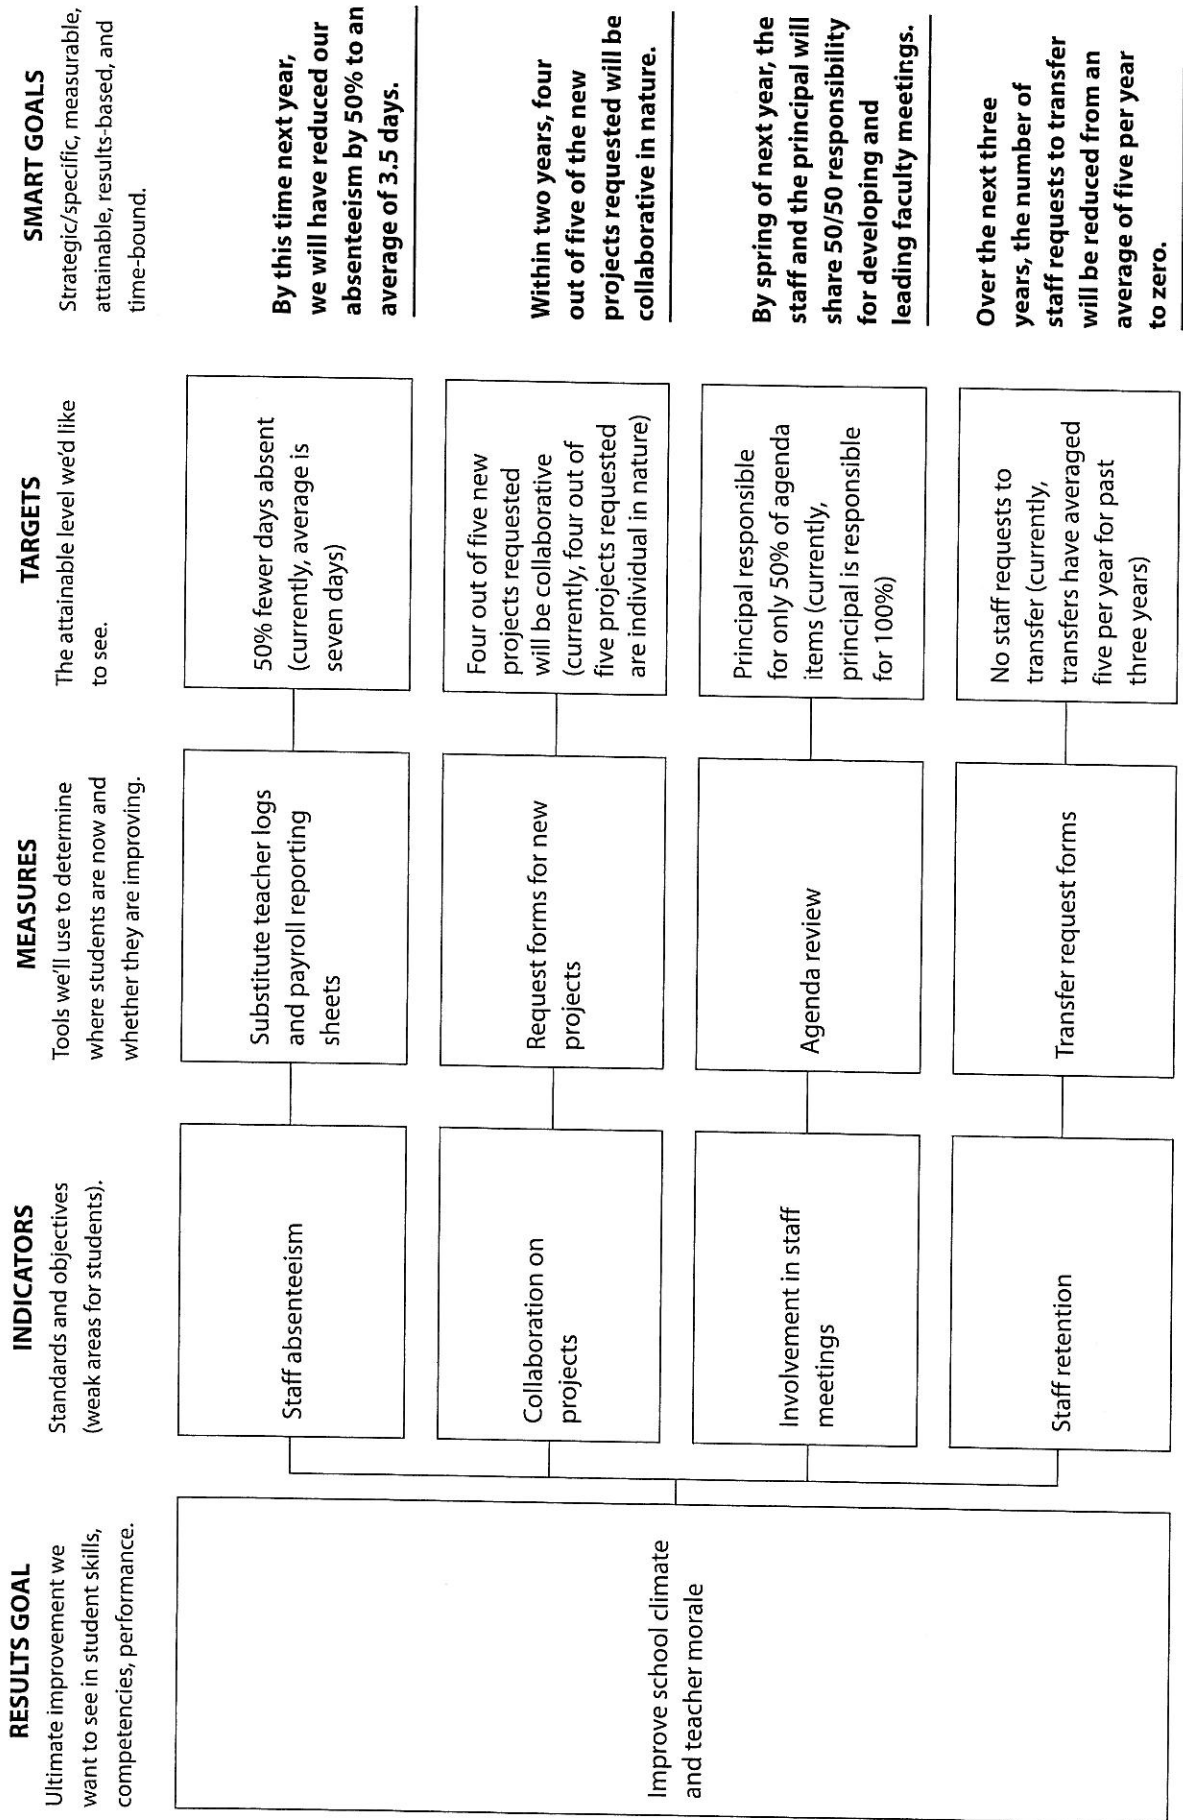 RESULTS GOAL
Ultimate improvement we
want to see in student skills,
competencies, performance.
Improve school climate
and teacher morale
INDICATORS
Standards and objectives
(weak areas for students).
Staff absenteeism
Collaboration on
projects
Involvement in staff
meetings
Staff retention
MEASURES
Tools we'll use to determine
where students are now and
whether they are improving.
Substitute teacher logs
and payroll reporting
sheets
Request forms for new
projects
Agenda review
Transfer request forms
TARGETS
The attainable level we'd like
to see.
50% fewer days absent
(currently, average is
seven days)
Four out of five new
projects requested
will be collaborative
(currently, four out of
five projects requested
are individual in nature)
Principal responsible
for only 50% of agenda
items (currently,
principal is responsible
for 100%)
No staff requests to
transfer (currently,
transfers have averaged
five per year for past
three years)
SMART GOALS
Strategic/specific, measurable,
attainable, results-based, and
time-bound.
By this time next year,
we will have reduced our
absenteeism by 50% to an
average of 3.5 days.
Within two years, four
out of five of the new
projects requested will be
collaborative in nature.
By spring of next year, the
staff and the principal will
share 50/50 responsibility
for developing and
leading faculty meetings.
Over the next three
years, the number of
staff requests to transfer
will be reduced from an
average of five per year
to zero.